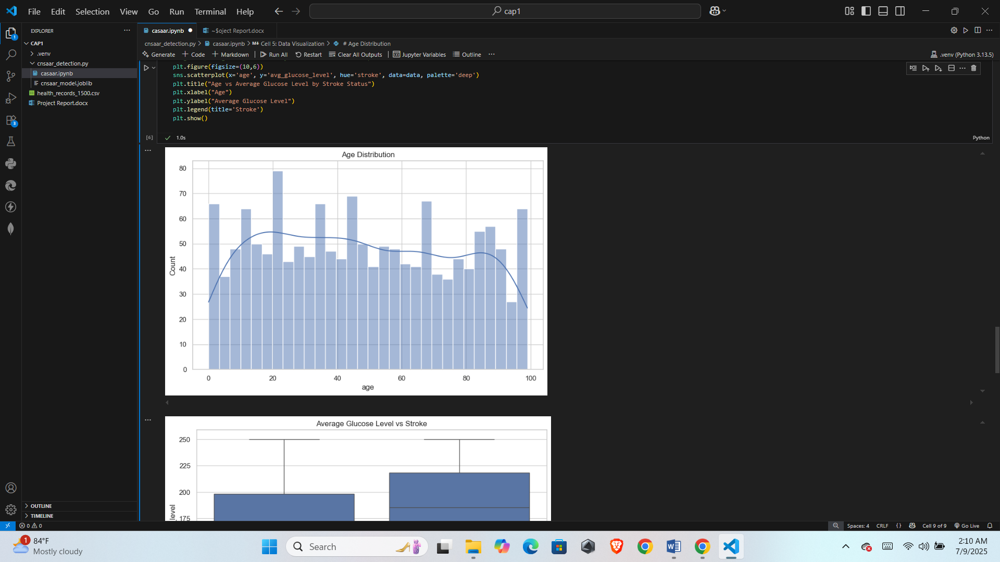 File Edit Selection View Go Run Terminal Help
cap1
EXPLORER
CAP1
.venv
cnsaar_detection.py
casaar.ipynb
cnsaar_model.joblib
health_records_1500.csv
Project Report.docx
OUTLINE
TIMELINE
casaar.ipynb
~$oject Report.docx
cnsaar_detection.py > casaar.ipynb > M↓ Cell 5: Data Visualization > # Age Distribution
Generate + Code + Markdown | Run All Restart Clear All Outputs | Jupyter Variables Outline ...
.venv (Python 3.13.5)
plt.figure(figsize=(10,6))
sns.scatterplot(x='age', y='avg_glucose_level', hue='stroke', data=data, palette='deep')
plt.title("Age vs Average Glucose Level by Stroke Status")
plt.xlabel("Age")
plt.ylabel("Average Glucose Level")
plt.legend(title='Stroke')
plt.show()
[6] 1.0s
Python
Age Distribution
80
70
60
50
40
30
20
10
0
Count
0 20 40 60 80 100
age
Average Glucose Level vs Stroke
250
225
200
175
level
0 0
Spaces: 4 CRLF {} Cell 9 of 9 Go Live
1
3
1
84°F
Mostly cloudy
Search
2:10 AM
7/9/2025